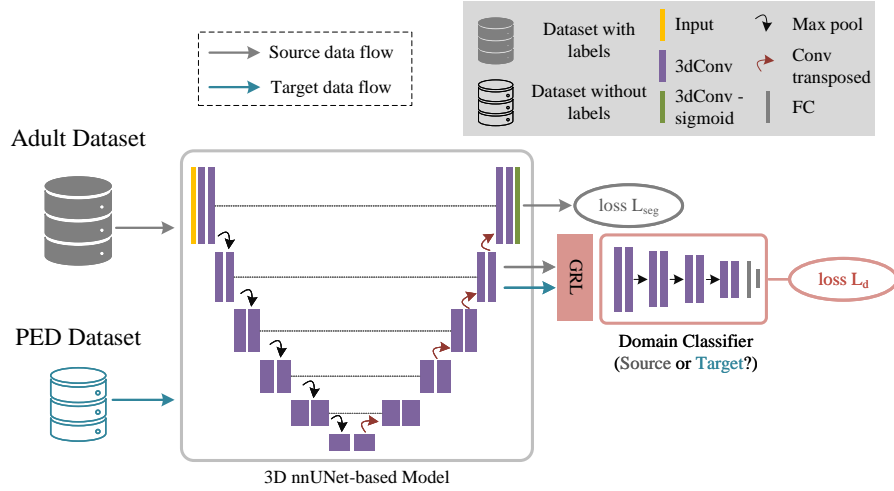 Source data flow
Target data flow
Dataset with
labels
Dataset without
labels
Input
3dConv
3dConv -
sigmoid
Max pool
Conv
transposed
FC
Adult Dataset
PED Dataset
loss Lseg
GRL
loss Ld
Domain Classifier
(Source or Target?)
3D nnUNet-based Model